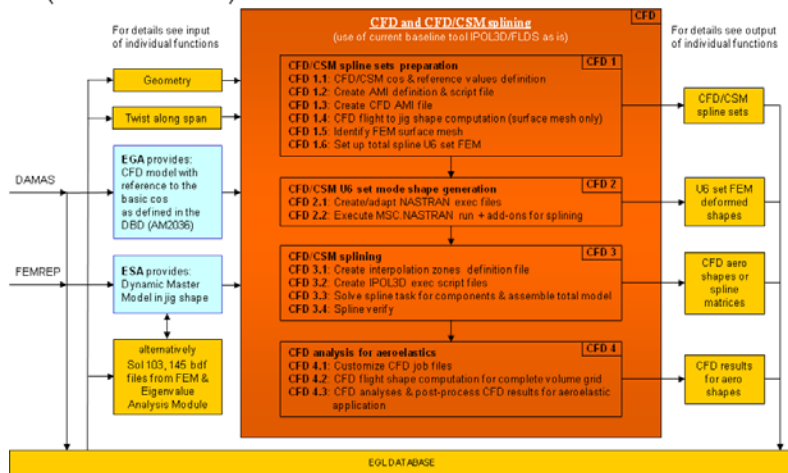 For details see input
of individual functions
CFD
CFD and CFD/CSM splining
(use of current baseline tool IPOL3D/FLDS as is)
For details see output
of individual functions
Geometry
Twist along span
DAMAS
EGA provides:
CFD model with
reference to the
basic cos
as defined in the
DBD (AM2036)
FEMREP
ESA provides:
Dynamic Master
Model in jig shape
alternatively
Sol 103, 145 bdf
files from FEM &
Eigenvalue
Analysis Module
CFD/CSM spline sets preparation
CFD 1
CFD 1.1: CFD/CSM cos & reference values definition
CFD 1.2: Create AMI definition & script file
CFD 1.3: Create CFD AMI file
CFD 1.4: CFD flight to jig shape computation (surface mesh only)
CFD 1.5: Identify FEM surface mesh
CFD 1.6: Set up total spline U6 set FEM
CFD/CSM U6 set mode shape generation
CFD 2
CFD 2.1: Create/adapt NASTRAN exec files
CFD 2.2: Execute MSC.NASTRAN run + add-ons for splining
CFD/CSM splining
CFD 3
CFD 3.1: Create interpolation zones definition file
CFD 3.2: Create IPOL3D exec script files
CFD 3.3: Solve spline task for components & assemble total model
CFD 3.4: Spline verify
CFD analysis for aeroelastics
CFD 4
CFD 4.1: Customize CFD job files
CFD 4.2: CFD flight shape computation for complete volume grid
CFD 4.3: CFD analyses & post-process CFD results for aeroelastic
application
CFD/CSM
spline sets
U6 set FEM
deformed
shapes
CFD aero
shapes or
spline
matrices
CFD results
for aero
shapes
EGL DATABASE